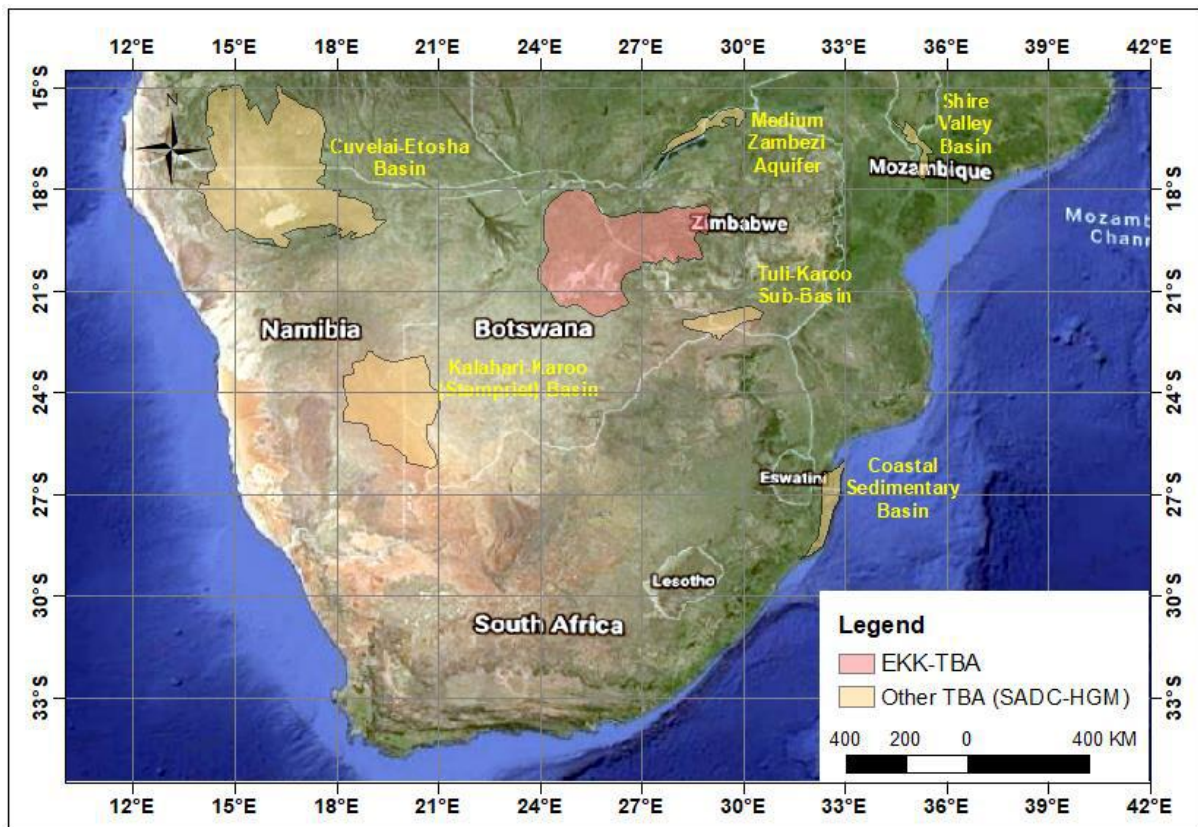 12°E 15°E 18°E 21°E 24°E 27°E 30°E 33°E 36°E 39°E 42°E
15°S
15°S
N
Cuvelai-Etosha
Basin
Medium
Zambezi
Aquifer
Shire
Valley
Basin
Mozambique
18°S
18°S
Zimbabwe
Mozamb
Chann
Tuli-Karoo
Sub-Basin
21°S
21°S
Namibia
Botswana
Kalahari-Karoo
(Stampriet) Basin
24°S
24°S
Eswatini
Coastal
Sedimentary
Basin
27°S
27°S
Lesotho
30°S
30°S
South Africa
Legend
EKK-TBA
Other TBA (SADC-HGM)
33°S
33°S
400 200 0 400 KM
12°E 15°E 18°E 21°E 24°E 27°E 30°E 33°E 36°E 39°E 42°E